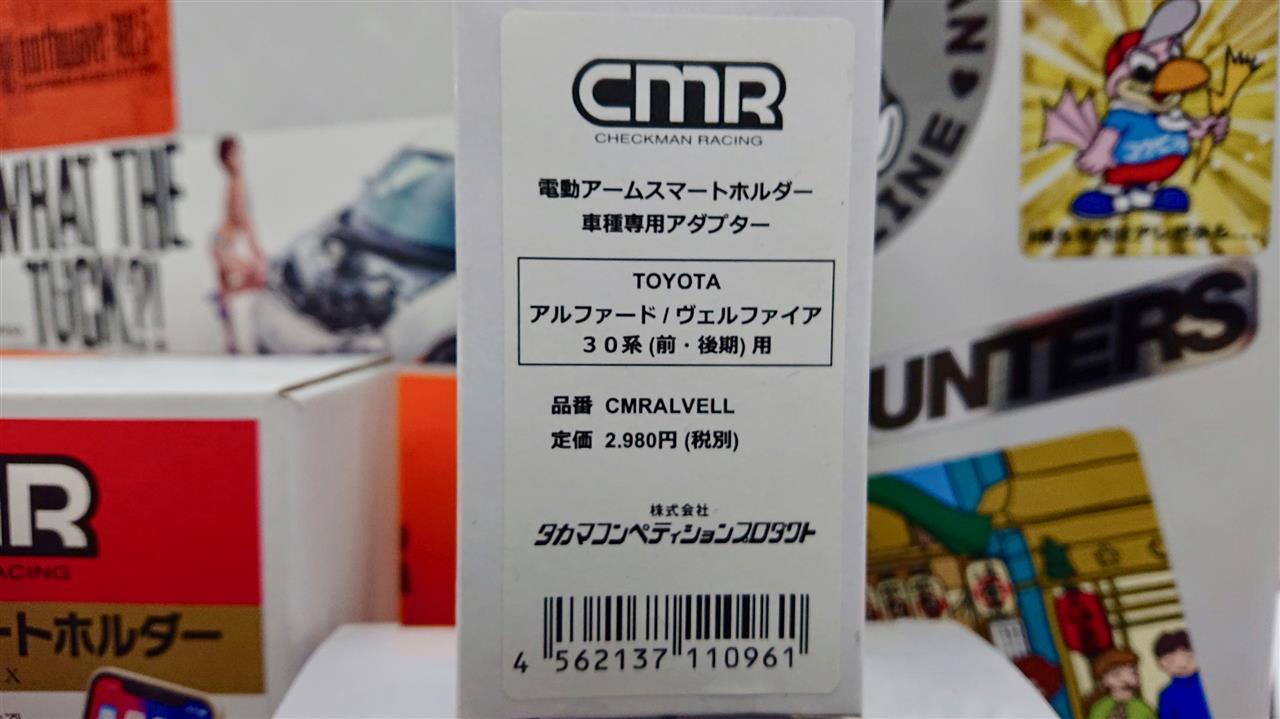 WHAT THE
TUCK?!
CMR
CHECKMAN RACING
電動アームスマートホルダー
車種専用アダプター
TOYOTA
アルファード / ヴェルファイア
３０系 (前・後期) 用
品番 CMRALVELL
定価 2.980円 (税別)
株式会社
タカマコンペティションプロダクト
4 562137 110961
MR
ACING
ートホルダー
X
LINE
UNTERS